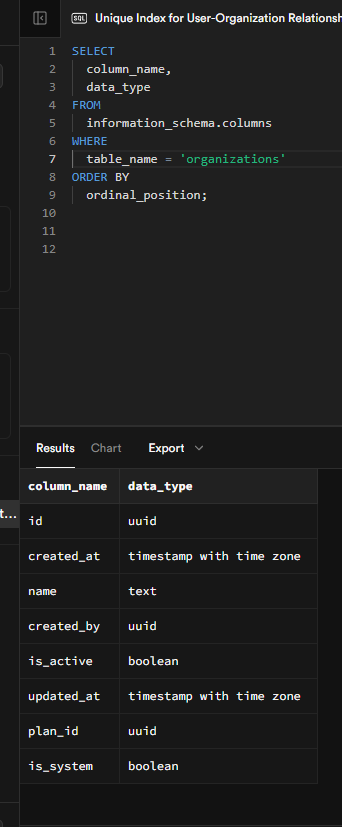 SQL Unique Index for User-Organization Relationsh
1 SELECT
2 column_name,
3 data_type
4 FROM
5 information_schema.columns
6 WHERE
7 table_name = 'organizations'
8 ORDER BY
9 ordinal_position;
10
11
12
Results Chart Export
column_name data_type
id uuid
t...
created_at timestamp with time zone
name text
created_by uuid
is_active boolean
updated_at timestamp with time zone
plan_id uuid
is_system boolean